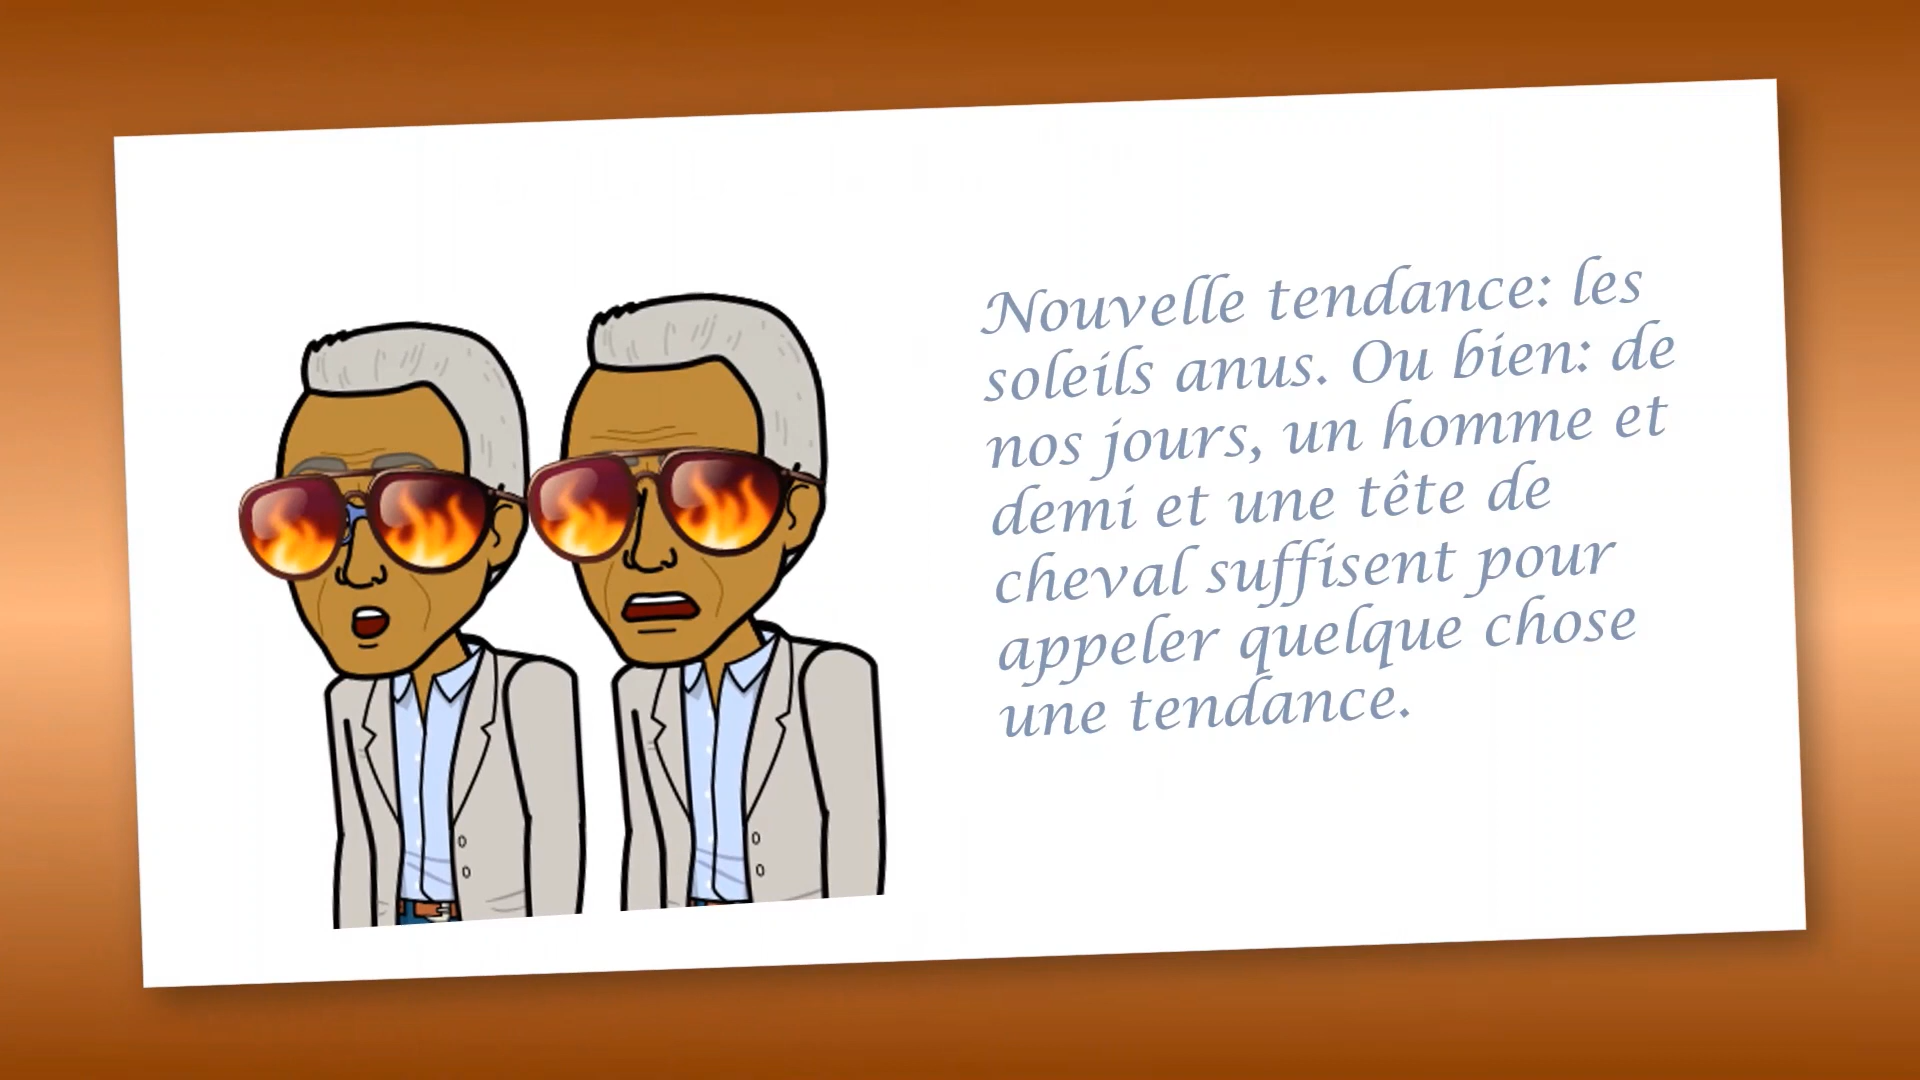 Nouvelle tendance: les
soleils anus. Ou bien: de
nos jours, un homme et
demi et une tête de
cheval suffisent pour
appeler quelque chose
une tendance.